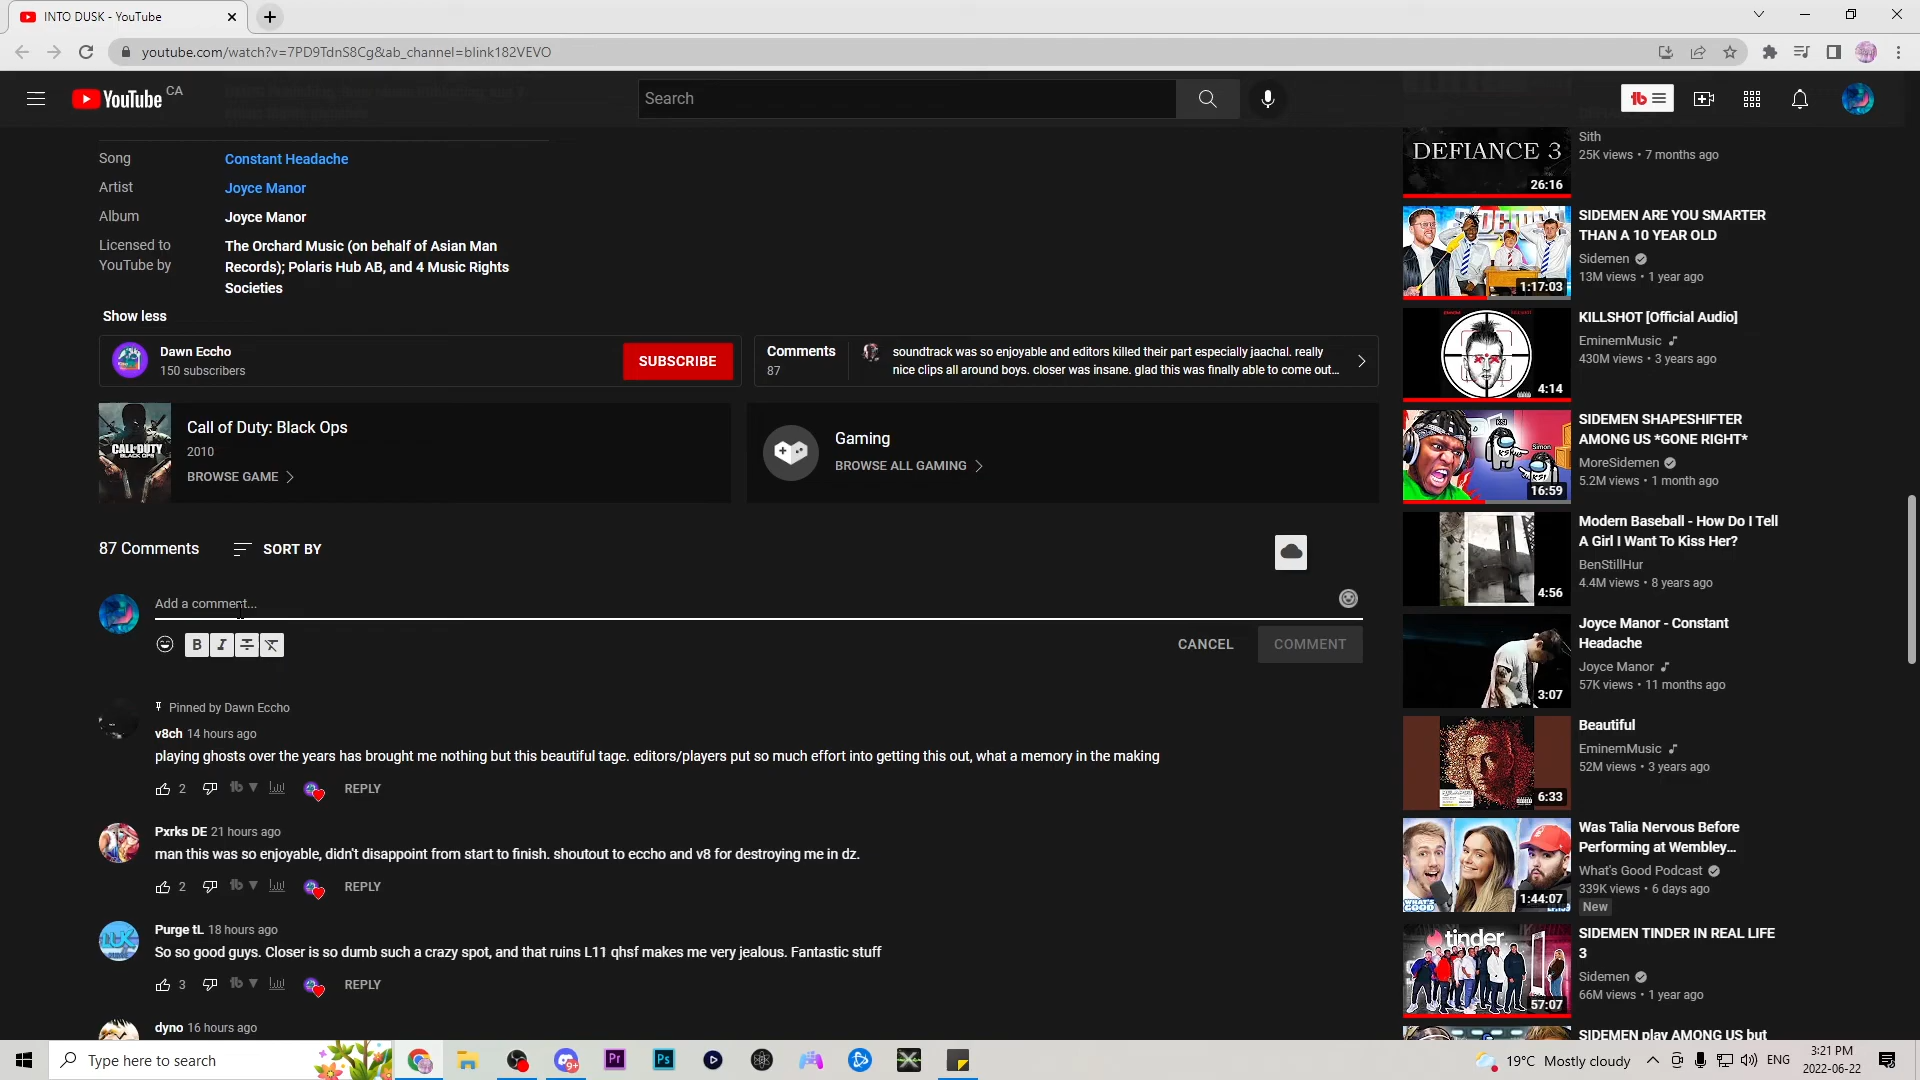 INTO DUSK - YouTube
youtube.com/watch?v=7PD9TdnS8Cg&ab_channel=blink182VEVO
YouTube CA
Search
Song Constant Headache
Artist Joyce Manor
Album Joyce Manor
Licensed to YouTube by
The Orchard Music (on behalf of Asian Man
Records); Polaris Hub AB, and 4 Music Rights
Societies
Show less
Dawn Eccho
150 subscribers
SUBSCRIBE
Comments
87
soundtrack was so enjoyable and editors killed their part especially jaachal. really
nice clips all around boys. closer was insane. glad this was finally able to come out...
CALL OF DUTY
Call of Duty: Black Ops
2010
BROWSE GAME
Gaming
BROWSE ALL GAMING
87 Comments
SORT BY
Add a comment...
B I
CANCEL
COMMENT
Pinned by Dawn Eccho
v8ch 14 hours ago
playing ghosts over the years has brought me nothing but this beautiful tage. editors/players put so much effort into getting this out, what a memory in the making
2 REPLY
Pxrks DE 21 hours ago
man this was so enjoyable, didn't disappoint from start to finish. shoutout to eccho and v8 for destroying me in dz.
2 REPLY
Purge tL 18 hours ago
So so good guys. Closer is so dumb such a crazy spot, and that ruins L11 qhsf makes me very jealous. Fantastic stuff
3 REPLY
dyno 16 hours ago
DEFIANCE 3
26:16
Sith
25K views • 7 months ago
1:17:03
SIDEMEN ARE YOU SMARTER
THAN A 10 YEAR OLD
Sidemen
13M views • 1 year ago
4:14
KILLSHOT [Official Audio]
EminemMusic
430M views • 3 years ago
KSI
Simon
16:59
SIDEMEN SHAPESHIFTER
AMONG US *GONE RIGHT*
MoreSidemen
5.2M views • 1 month ago
4:56
Modern Baseball - How Do I Tell
A Girl I Want To Kiss Her?
BenStillHur
4.4M views • 8 years ago
3:07
Joyce Manor - Constant
Headache
Joyce Manor
57K views • 11 months ago
6:33
Beautiful
EminemMusic
52M views • 3 years ago
WHAT'S GOOD
1:44:07
Was Talia Nervous Before
Performing at Wembley...
What's Good Podcast
339K views • 6 days ago
New
tinder
57:07
SIDEMEN TINDER IN REAL LIFE
3
Sidemen
66M views • 1 year ago
SIDEMEN play AMONG US but
Type here to search
9+
Pr
Ps
19°C Mostly cloudy
ENG
3:21 PM
2022-06-22